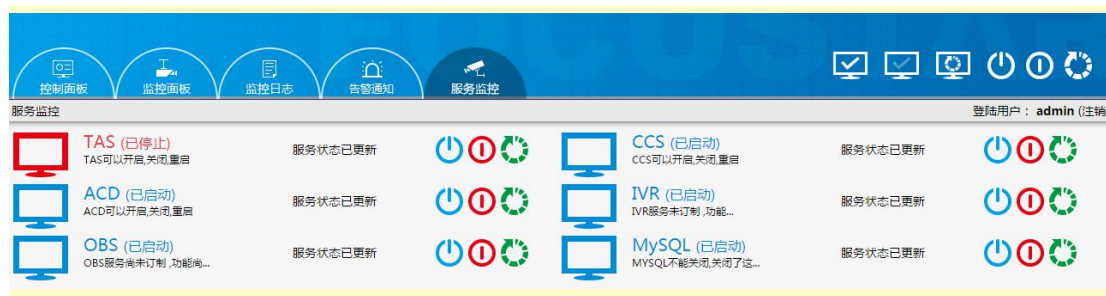 控制面板 监控面板 监控日志 告警通知 服务监控
服务监控 登陆用户： admin (注销
TAS (已停止) 服务状态已更新 CCS (已启动) 服务状态已更新
TAS可以开启,关闭,重启 CCS可以开启,关闭,重启
ACD (已启动) 服务状态已更新 IVR (已启动) 服务状态已更新
ACD可以开启,关闭,重启 IVR服务未订制 ,功能...
OBS (已启动) 服务状态已更新 MySQL (已启动) 服务状态已更新
OBS服务尚未订制 ,功能尚... MYSQL不能关闭,关闭了这...